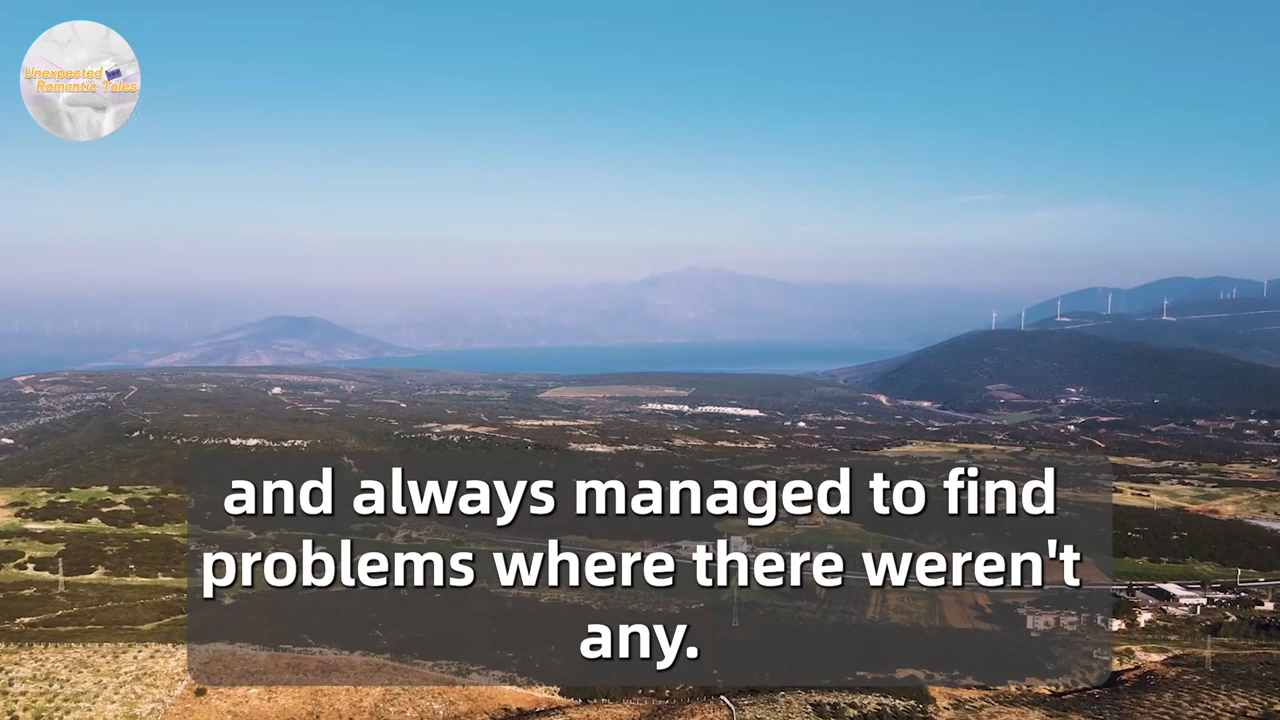 Unexpected
Romantic Tales
and always managed to find
problems where there weren't
any.